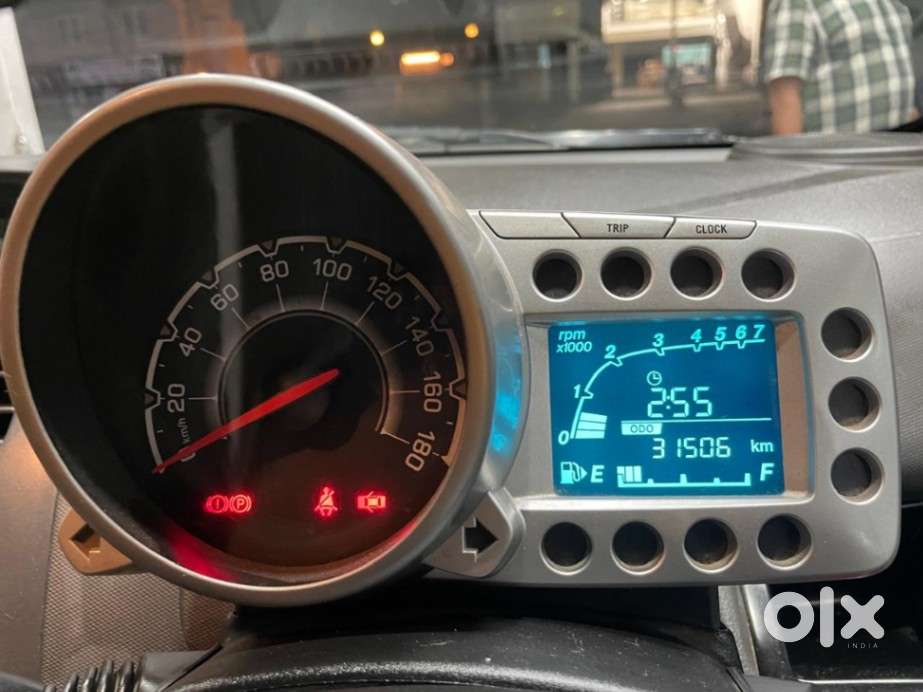 TRIP CLOCK
20 40 60 80 100 120 140 160 180
km/h
rpm
x1000
0 1 2 3 4 5 6 7
2:55
ODO
31506 km
E F
(!) (P)
OLX
INDIA